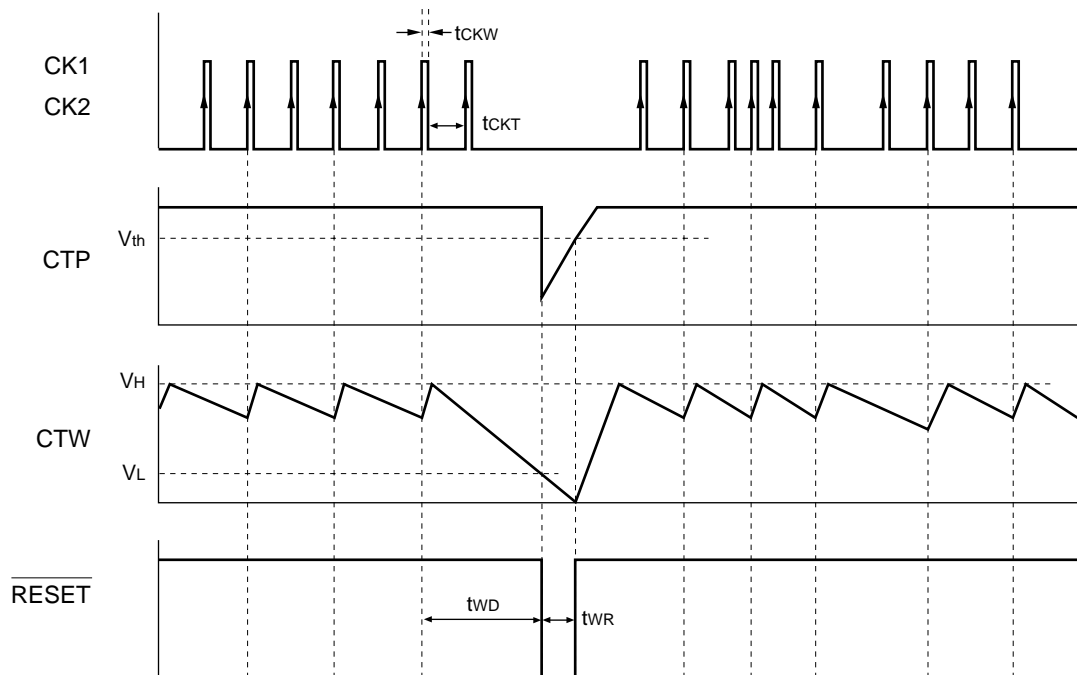 tCKW
CK1
CK2
tCKT
Vth
CTP
VH
CTW
VL
RESET
tWD
tWR